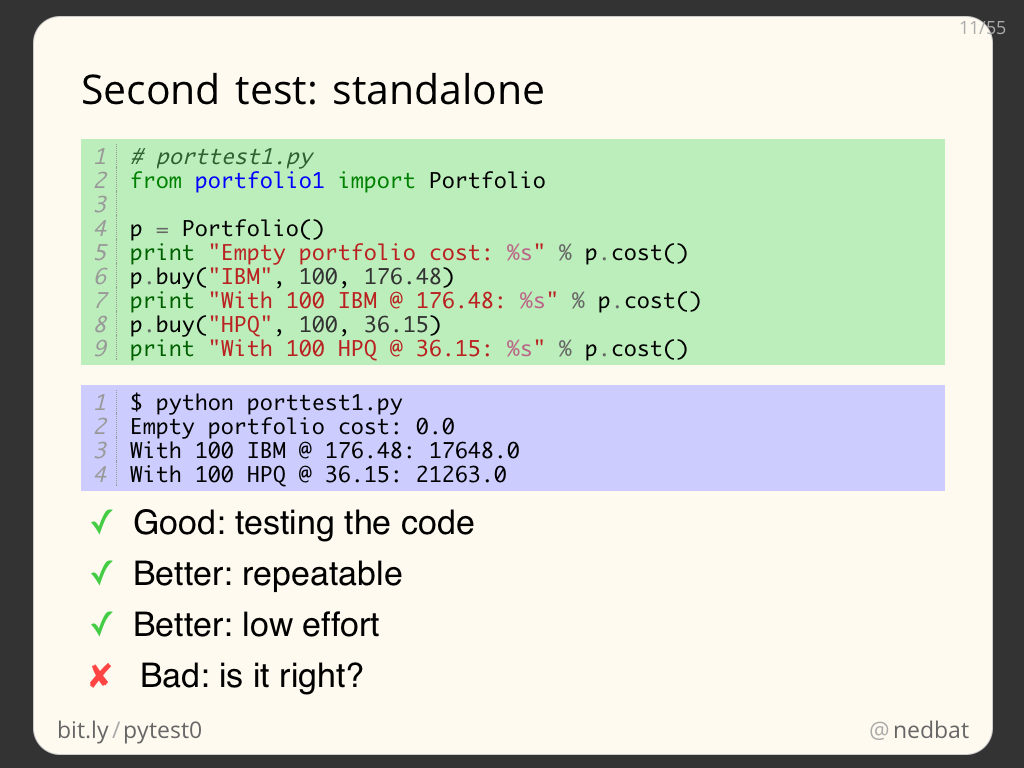 11/55
Second test: standalone
1 # porttest1.py
2 from portfolio1 import Portfolio
3
4 p = Portfolio()
5 print "Empty portfolio cost: %s" % p.cost()
6 p.buy("IBM", 100, 176.48)
7 print "With 100 IBM @ 176.48: %s" % p.cost()
8 p.buy("HPQ", 100, 36.15)
9 print "With 100 HPQ @ 36.15: %s" % p.cost()
1 $ python porttest1.py
2 Empty portfolio cost: 0.0
3 With 100 IBM @ 176.48: 17648.0
4 With 100 HPQ @ 36.15: 21263.0
✓ Good: testing the code
✓ Better: repeatable
✓ Better: low effort
✘ Bad: is it right?
bit.ly/pytest0
@nedbat